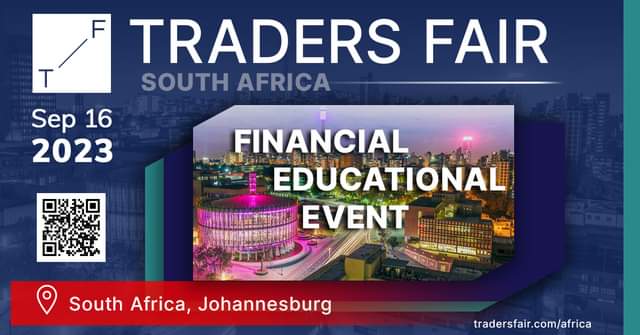 F
T
TRADERS FAIR
SOUTH AFRICA
Sep 16
2023
FINANCIAL
EDUCATIONAL
EVENT
South Africa, Johannesburg
tradersfair.com/africa